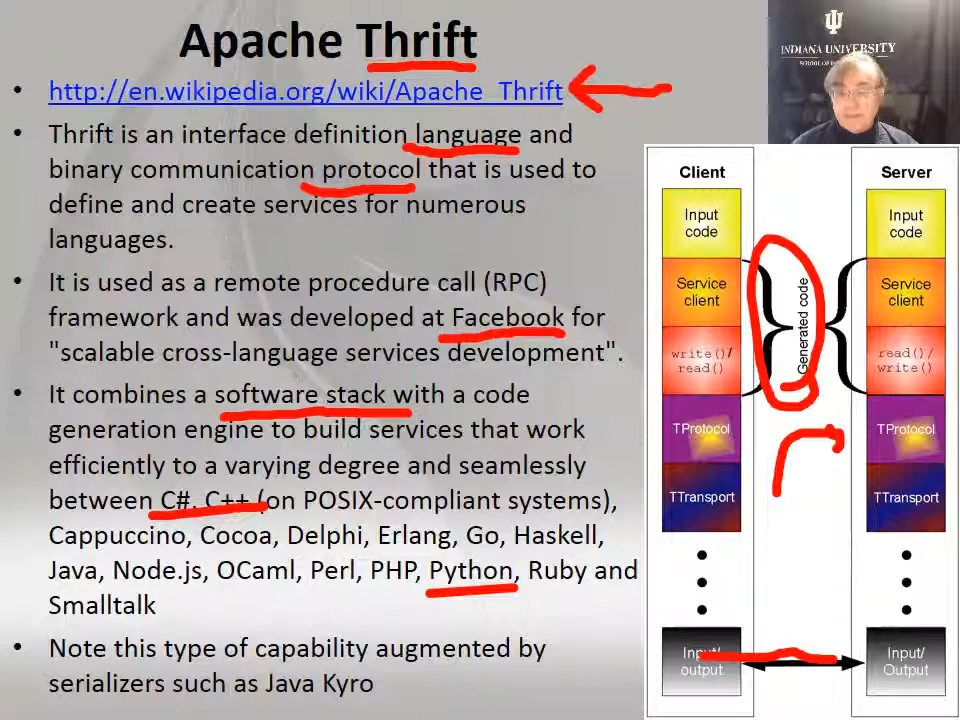 Apache Thrift
• http://en.wikipedia.org/wiki/Apache_Thrift
• Thrift is an interface definition language and
binary communication protocol that is used to
define and create services for numerous
languages.
• It is used as a remote procedure call (RPC)
framework and was developed at Facebook for
"scalable cross-language services development".
• It combines a software stack with a code
generation engine to build services that work
efficiently to a varying degree and seamlessly
between C#, C++ (on POSIX-compliant systems),
Cappuccino, Cocoa, Delphi, Erlang, Go, Haskell,
Java, Node.js, OCaml, Perl, PHP, Python, Ruby and
Smalltalk
• Note this type of capability augmented by
serializers such as Java Kyro
INDIANA UNIVERSITY
Client
Input
code
Service
client
write()/
read()
TProtocol
TTransport
Input/
output
Generated code
Server
Input
code
Service
client
read()/
write()
TProtocol
TTransport
Input/
Output